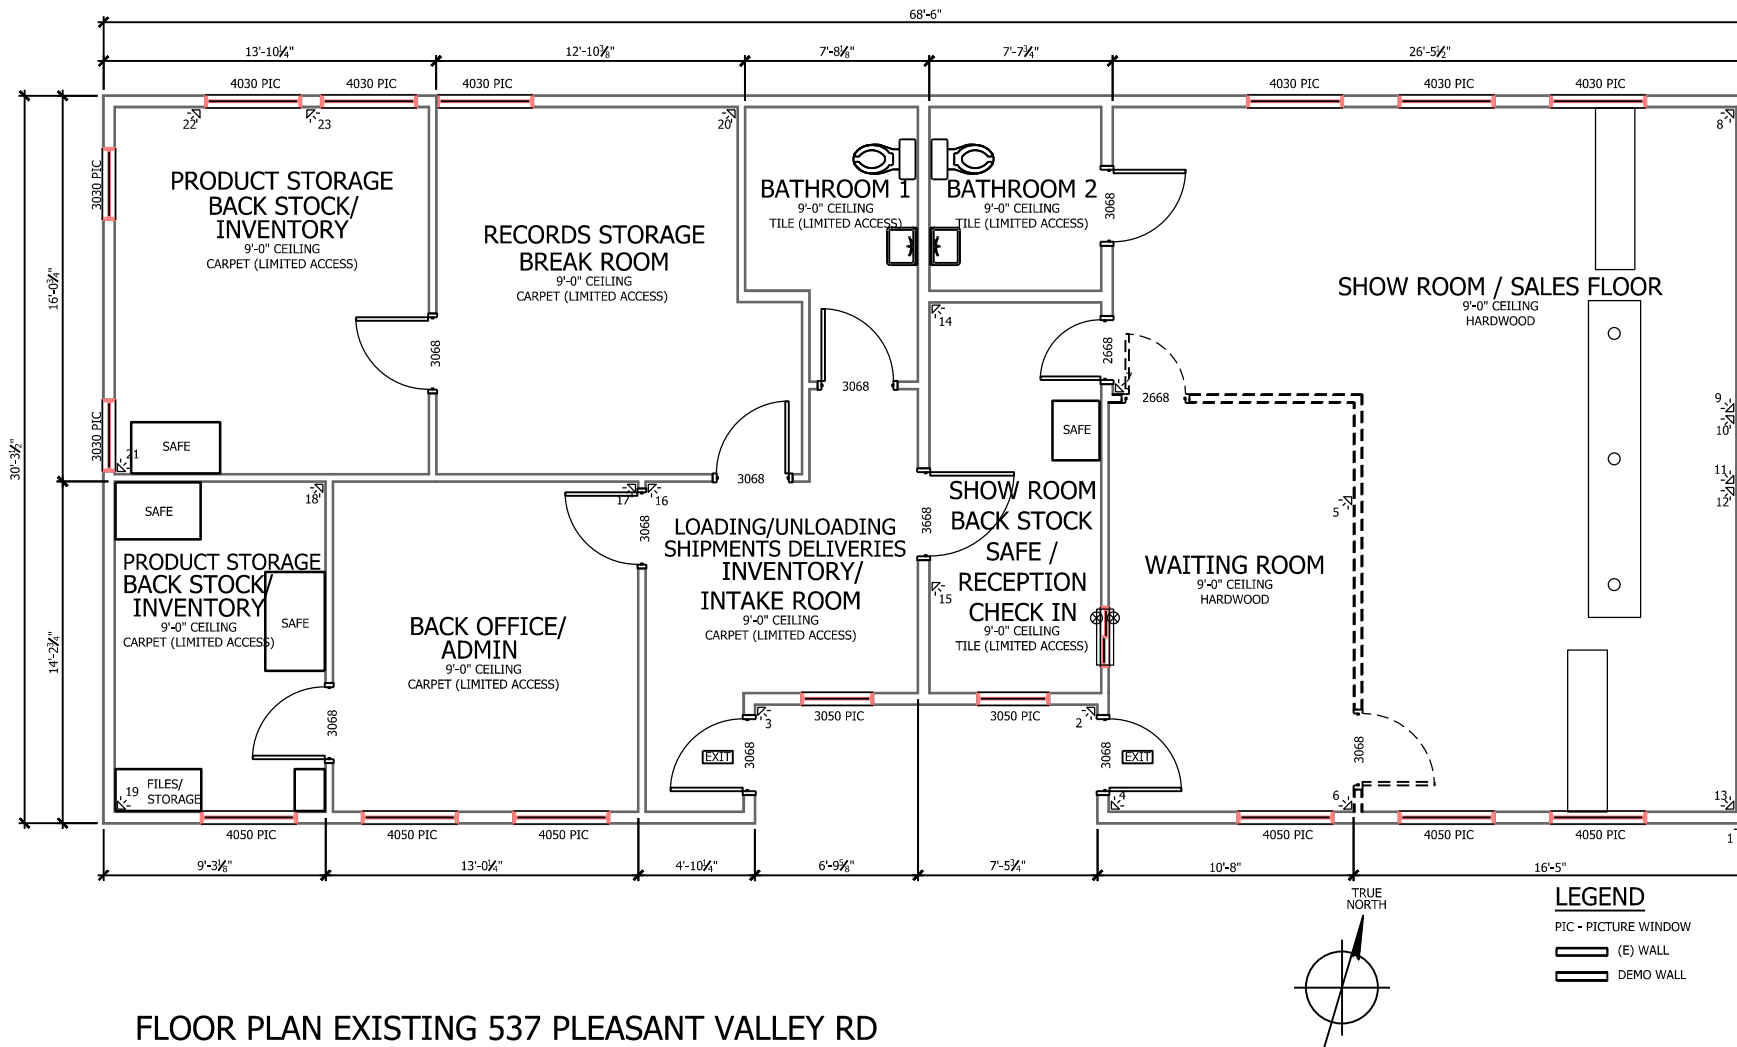 68'-6"
13'-10¼"
12'-10⅜"
7'-8⅛"
7'-7¾"
26'-5½"
4030 PIC
4030 PIC
4030 PIC
4030 PIC
4030 PIC
4030 PIC
22
23
20
8
3030 PIC
3030 PIC
30'-3½"
16'-0¾"
14'-2¾"
PRODUCT STORAGE
BACK STOCK/
INVENTORY
9'-0" CEILING
CARPET (LIMITED ACCESS)
RECORDS STORAGE
BREAK ROOM
9'-0" CEILING
CARPET (LIMITED ACCESS)
BATHROOM 1
9'-0" CEILING
TILE (LIMITED ACCESS)
BATHROOM 2
9'-0" CEILING
TILE (LIMITED ACCESS)
3068
SHOW ROOM / SALES FLOOR
9'-0" CEILING
HARDWOOD
14
3068
2668
7
3068
2668
9
10
SAFE
21
SAFE
3068
11
12
SAFE
18
17
16
3068
3668
5
SHOW ROOM
BACK STOCK
SAFE /
RECEPTION
CHECK IN
9'-0" CEILING
TILE (LIMITED ACCESS)
15
LOADING/UNLOADING
SHIPMENTS DELIVERIES
INVENTORY/
INTAKE ROOM
9'-0" CEILING
CARPET (LIMITED ACCESS)
WAITING ROOM
9'-0" CEILING
HARDWOOD
PRODUCT STORAGE
BACK STOCK/
INVENTORY
9'-0" CEILING
CARPET (LIMITED ACCESS)
SAFE
BACK OFFICE/
ADMIN
9'-0" CEILING
CARPET (LIMITED ACCESS)
3068
3050 PIC
3050 PIC
3
2
EXIT
3068
3068
EXIT
3068
19
FILES/
STORAGE
4
6
13
1
4050 PIC
4050 PIC
4050 PIC
4050 PIC
4050 PIC
4050 PIC
9'-3⅜"
13'-0¼"
4'-10¼"
6'-9⅝"
7'-5¾"
10'-8"
16'-5"
TRUE
NORTH
LEGEND
PIC - PICTURE WINDOW
(E) WALL
DEMO WALL
FLOOR PLAN EXISTING 537 PLEASANT VALLEY RD